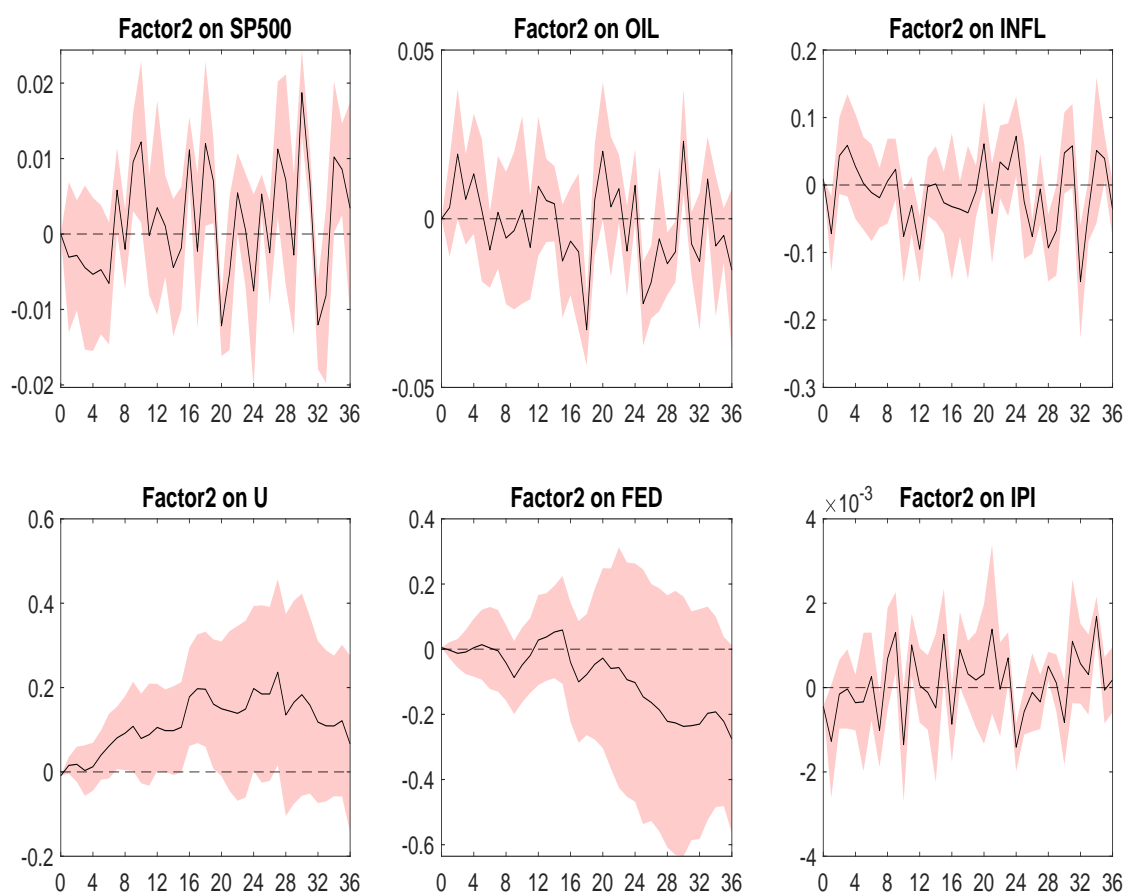 Factor2 on SP500
0.02
0.01
0
-0.01
-0.02
0 4 8 12 16 20 24 28 32 36
Factor2 on OIL
0.05
0
-0.05
0 4 8 12 16 20 24 28 32 36
Factor2 on INFL
0.2
0.1
0
-0.1
-0.2
-0.3
0 4 8 12 16 20 24 28 32 36
Factor2 on U
0.6
0.4
0.2
0
-0.2
0 4 8 12 16 20 24 28 32 36
Factor2 on FED
0.4
0.2
0
-0.2
-0.4
-0.6
0 4 8 12 16 20 24 28 32 36
Factor2 on IPI
×10-3
4
2
0
-2
-4
0 4 8 12 16 20 24 28 32 36